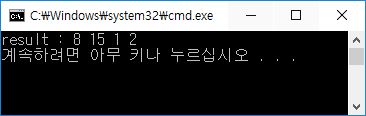 C:\Windows\system32\cmd.exe
result : 8 15 1 2
계속하려면 아무 키나 누르십시오 . . .